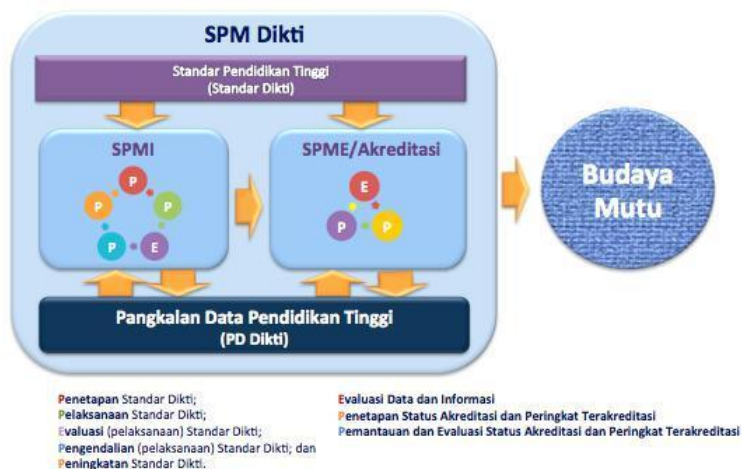 SPM Dikti
Standar Pendidikan Tinggi
(Standar Dikti)
SPMI
P
P
P
P
E
SPME/Akreditasi
E
P
P
Budaya
Mutu
Pangkalan Data Pendidikan Tinggi
(PD Dikti)
Penetapan Standar Dikti;
Pelaksanaan Standar Dikti;
Evaluasi (pelaksanaan) Standar Dikti;
Pengendalian (pelaksanaan) Standar Dikti; dan
Peningkatan Standar Dikti.
Evaluasi Data dan Informasi
Penetapan Status Akreditasi dan Peringkat Terakreditasi
Pemantauan dan Evaluasi Status Akreditasi dan Peringkat Terakreditasi